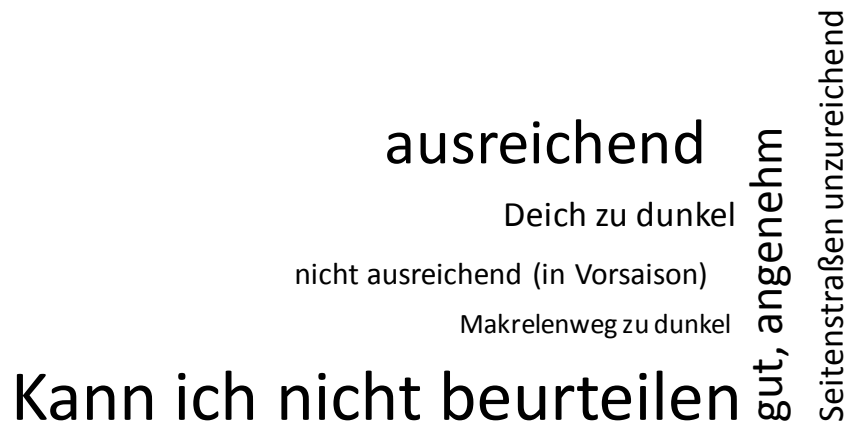 ausreichend
Deich zu dunkel
nicht ausreichend (in Vorsaison)
Makrelenweg zu dunkel
Kann ich nicht beurteilen
gut, angenehm
Seitenstraßen unzureichend